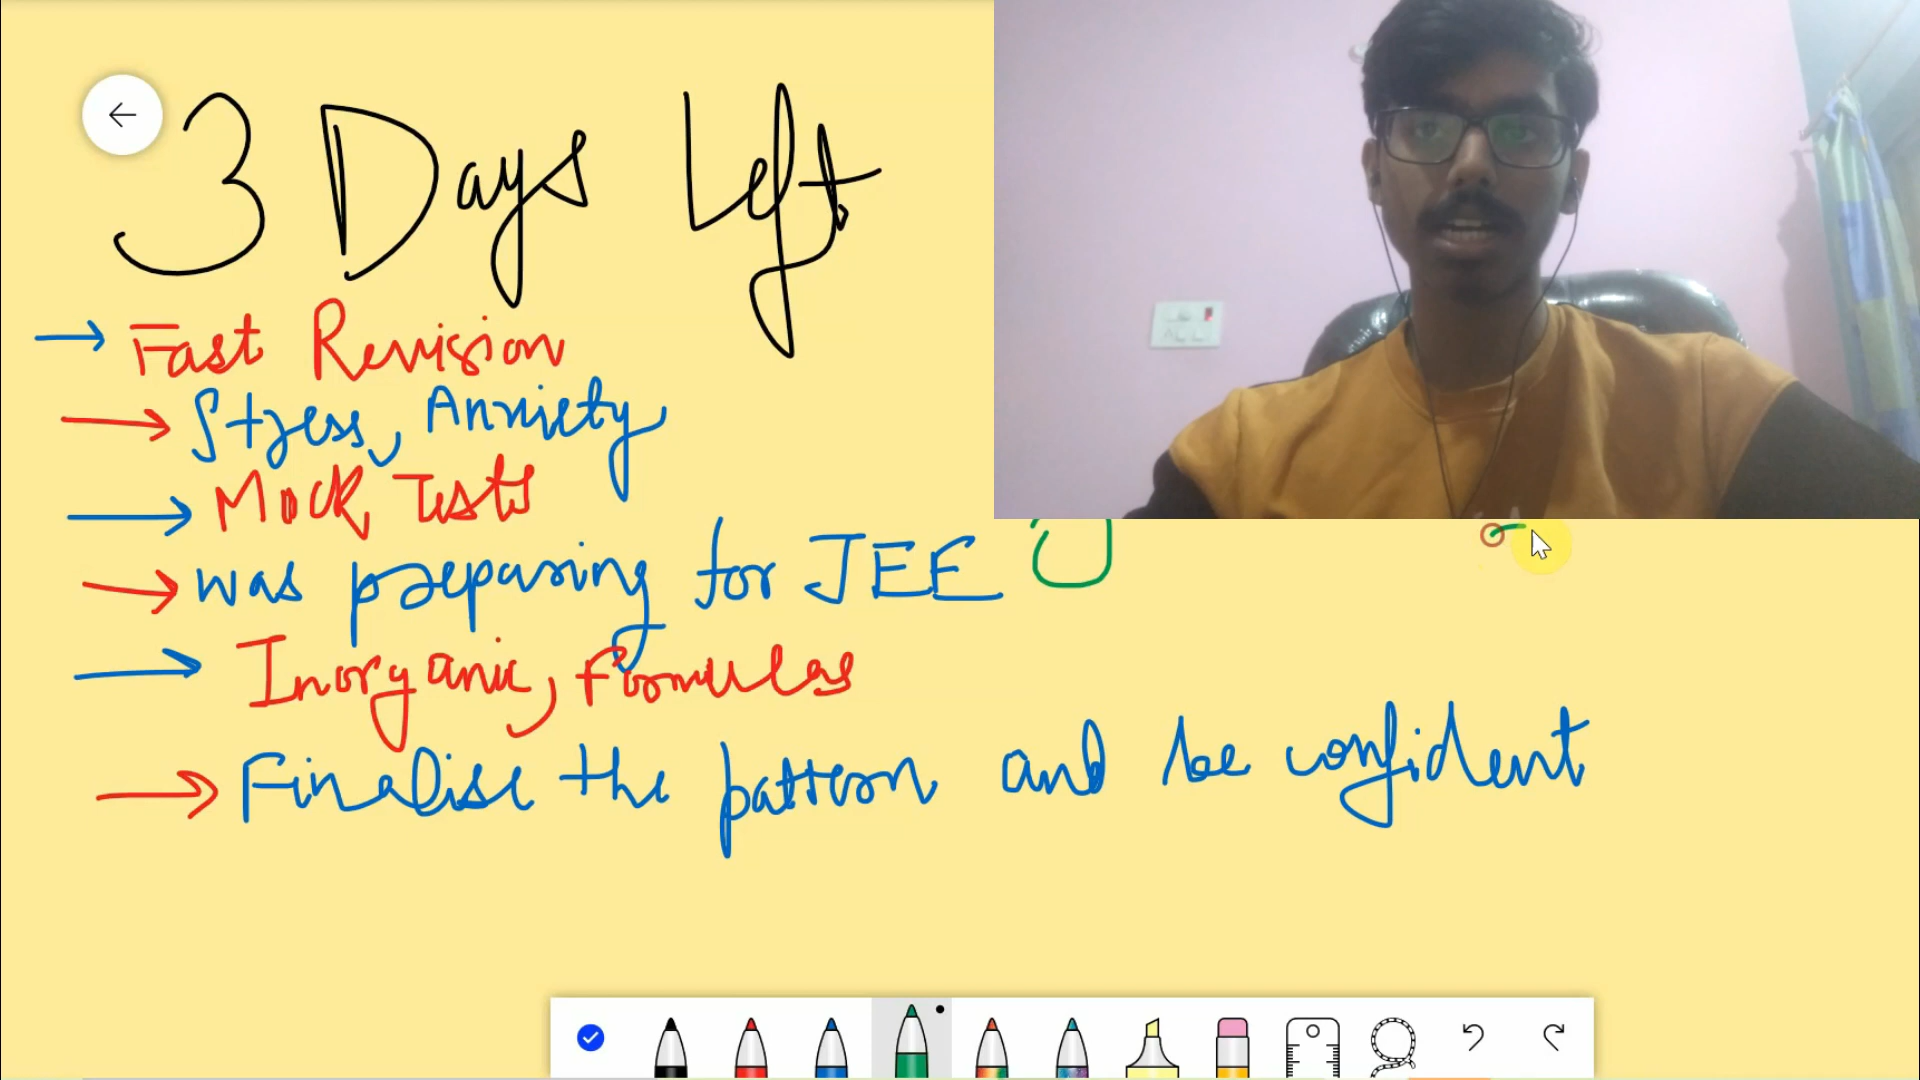 3 Days Left
Fast Revision
Stress, Anxiety
Mock Tests
was preparing for JEE
Inorganic, formulas
Finalise the pattern and be confident